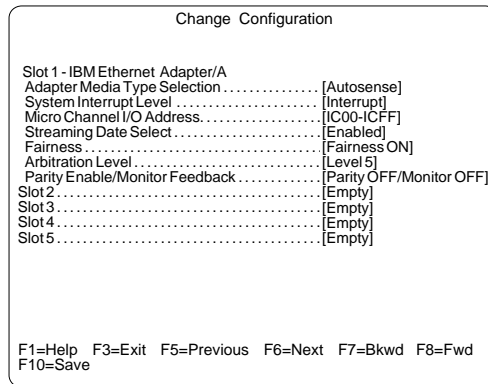 Change Configuration
Slot 1 - IBM Ethernet Adapter/A
Adapter Media Type Selection ............... [Autosense]
System Interrupt Level ...................... [Interrupt]
Micro Channel I/O Address.................. [IC00-ICFF]
Streaming Date Select ....................... [Enabled]
Fairness ........................................ [Fairness ON]
Arbitration Level .............................. [Level 5]
Parity Enable/Monitor Feedback ............. [Parity OFF/Monitor OFF]
Slot 2 ........................................ [Empty]
Slot 3 ........................................ [Empty]
Slot 4 ........................................ [Empty]
Slot 5 ........................................ [Empty]
F1=Help F3=Exit F5=Previous F6=Next F7=Bkwd F8=Fwd
F10=Save